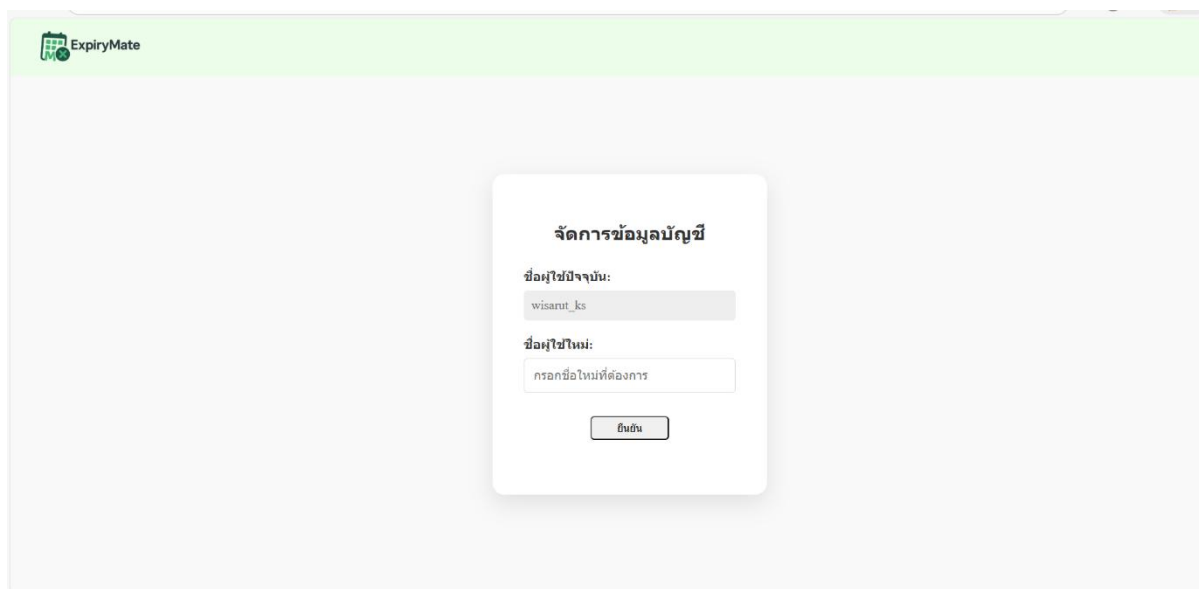 ExpiryMate
จัดการข้อมูลบัญชี
ชื่อผู้ใช้ปัจจุบัน:
wisarut_ks
ชื่อผู้ใช้ใหม่:
กรอกชื่อใหม่ที่ต้องการ
ยืนยัน